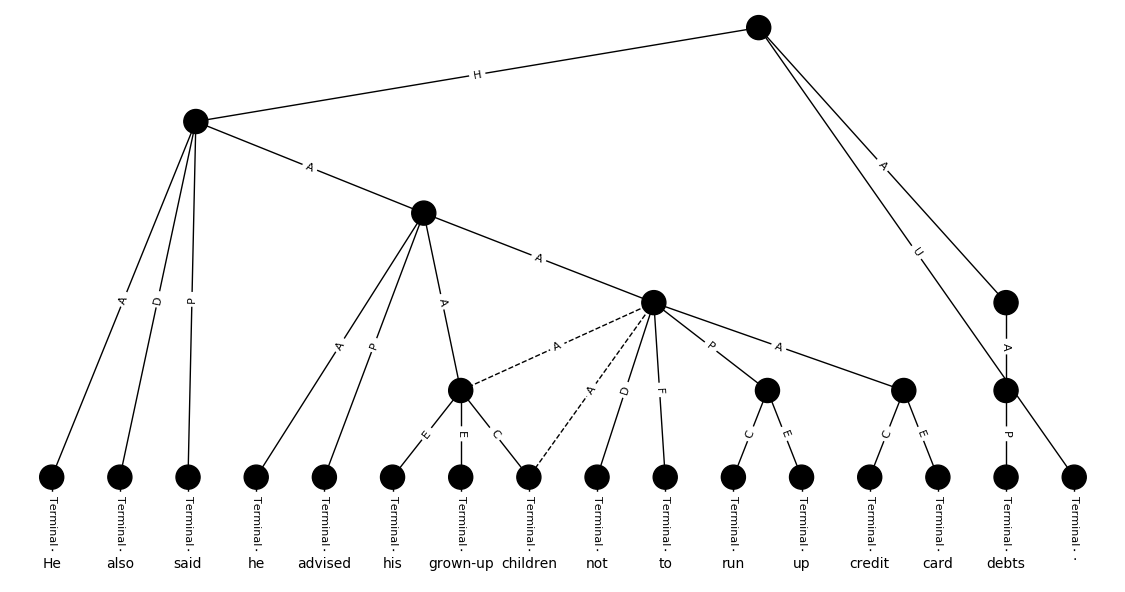 H
A A
A
U
A D P A A
A P A A P A A
A D F
E E C C E C E P
Terminal Terminal Terminal Terminal Terminal Terminal Terminal Terminal Terminal Terminal Terminal Terminal Terminal Terminal Terminal Terminal
He also said he advised his grown-up children not to run up credit card debts .